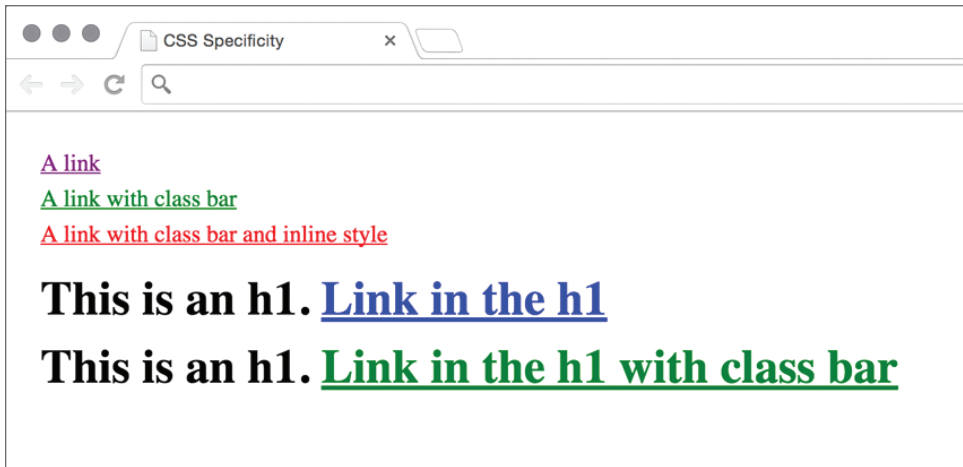 CSS Specificity
A link
A link with class bar
A link with class bar and inline style
This is an h1. Link in the h1
This is an h1. Link in the h1 with class bar